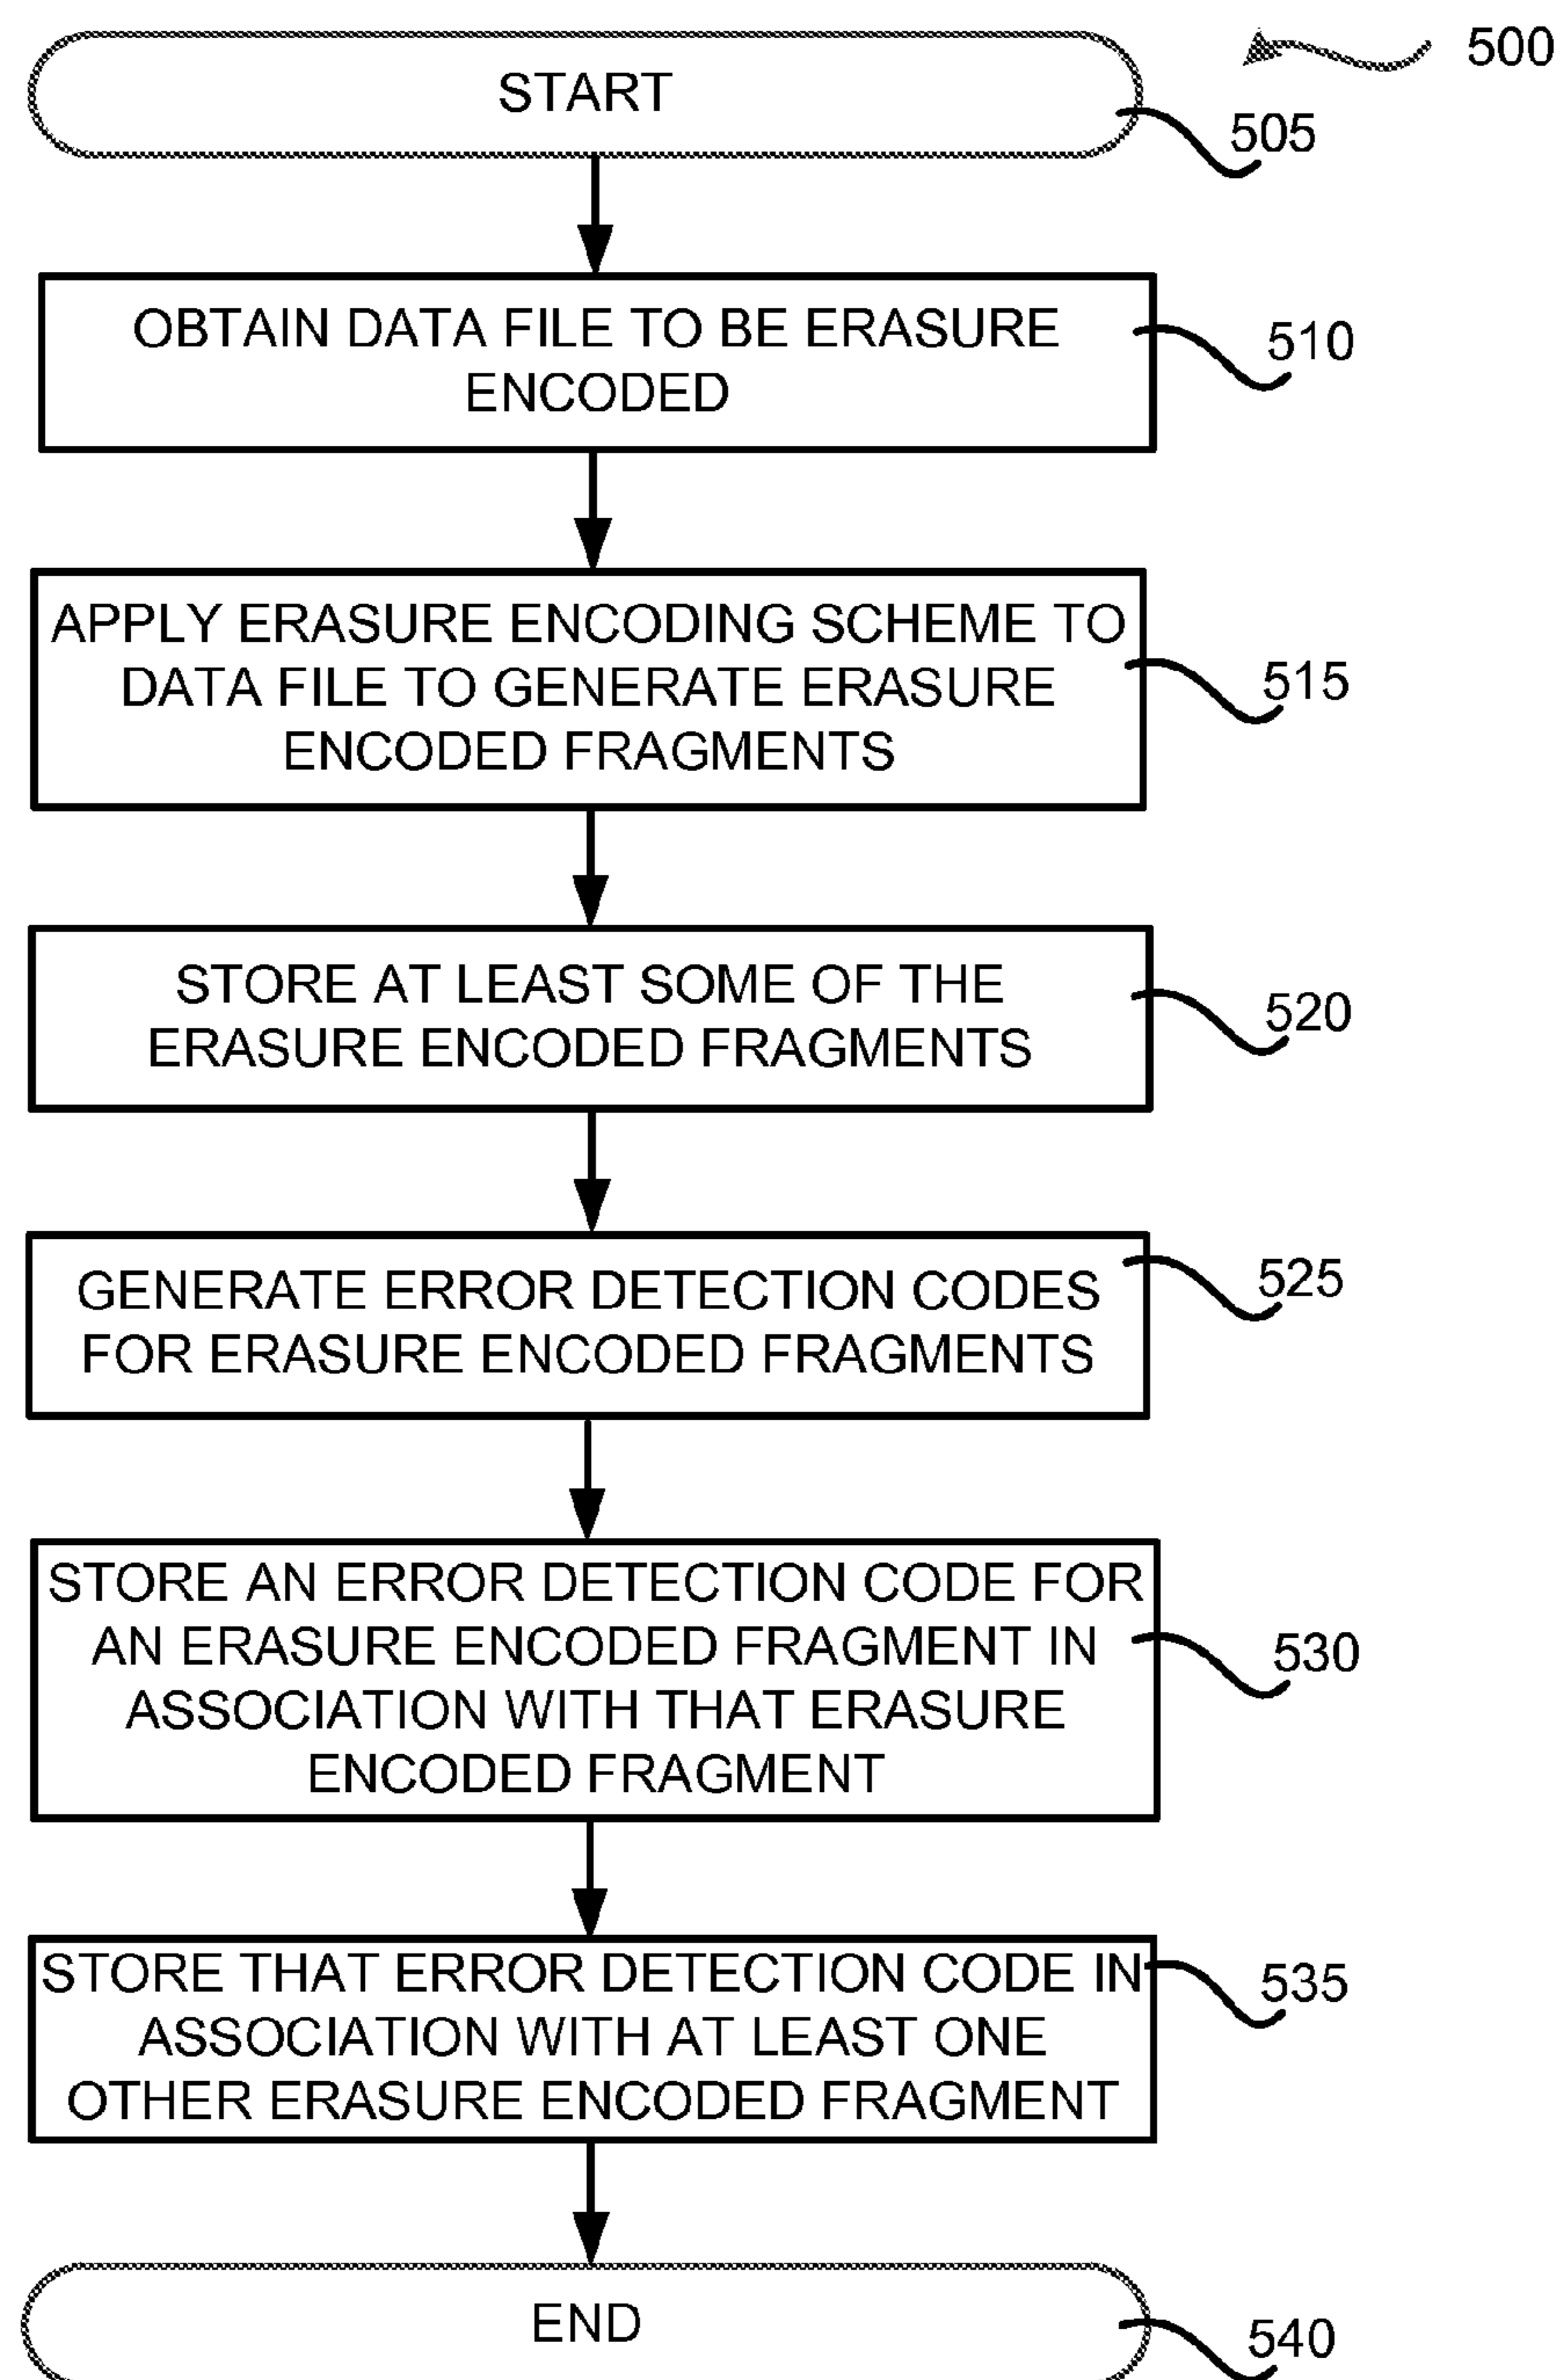 500
START
505
OBTAIN DATA FILE TO BE ERASURE
ENCODED
510
APPLY ERASURE ENCODING SCHEME TO
DATA FILE TO GENERATE ERASURE
ENCODED FRAGMENTS
515
STORE AT LEAST SOME OF THE
ERASURE ENCODED FRAGMENTS
520
GENERATE ERROR DETECTION CODES
FOR ERASURE ENCODED FRAGMENTS
525
STORE AN ERROR DETECTION CODE FOR
AN ERASURE ENCODED FRAGMENT IN
ASSOCIATION WITH THAT ERASURE
ENCODED FRAGMENT
530
STORE THAT ERROR DETECTION CODE IN
ASSOCIATION WITH AT LEAST ONE
OTHER ERASURE ENCODED FRAGMENT
535
END
540